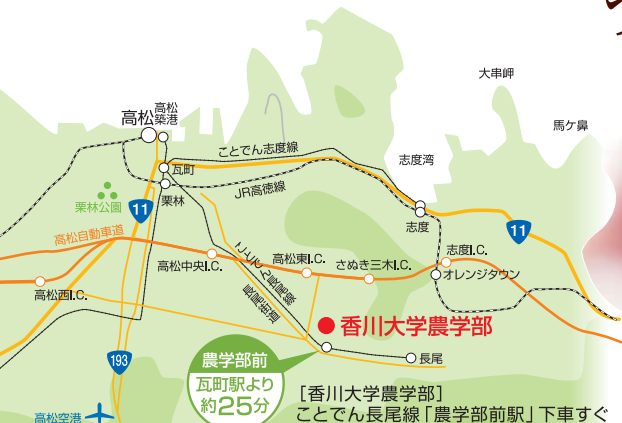 大串岬
馬ケ鼻
高松
高松
築港
ことでん志度線
志度湾
瓦町
JR高徳線
栗林
栗林公園
11
志度
11
高松自動車道
高松中央I.C.
ことでん長尾線
長尾街道
高松東I.C.
さぬき三木I.C.
志度I.C.
オレンジタウン
高松西I.C.
香川大学農学部
193
農学部前
瓦町駅より
約25分
長尾
高松空港
[香川大学農学部]
ことでん長尾線「農学部前駅」下車すぐ